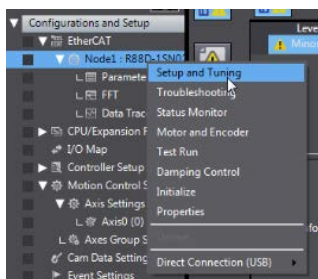 Configurations and Setup
EtherCAT
Node1 : R88D-1SN0
Paramete
FFT
Data Trac
CPU/Expansion F
I/O Map
Controller Setup
Motion Control S
Axis Settings
Axis0 (0)
Axes Group S
Cam Data Setting
Event Settings
Setup and Tuning
Troubleshooting
Status Monitor
Motor and Encoder
Test Run
Damping Control
Initialize
Properties
Direct Connection (USB)
Leve
Minor
fo